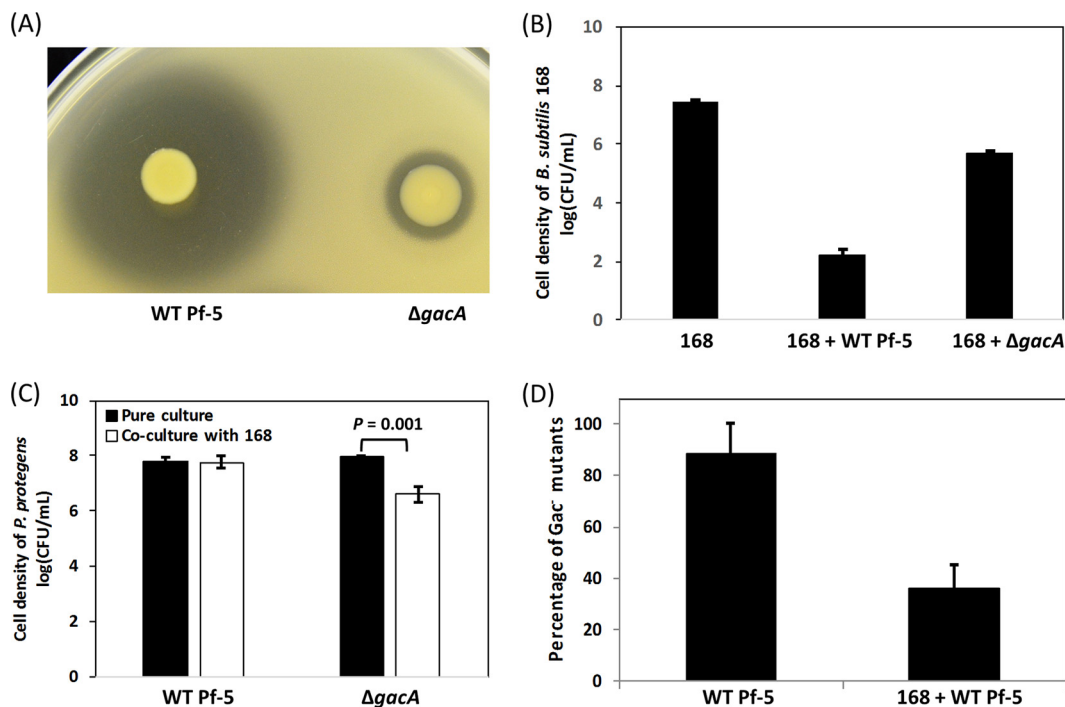 (A)
WT Pf-5
ΔgacA
(B)
Cell density of B. subtilis 168
log(CFU/mL)
10
8
6
4
2
0
168
168 + WT Pf-5
168 + ΔgacA
(C)
Cell density of P. protegens
log(CFU/mL)
10
8
6
4
2
0
Pure culture
Co-culture with 168
P = 0.001
WT Pf-5
ΔgacA
(D)
Percentage of Gac⁻ mutants
100
80
60
40
20
0
WT Pf-5
168 + WT Pf-5